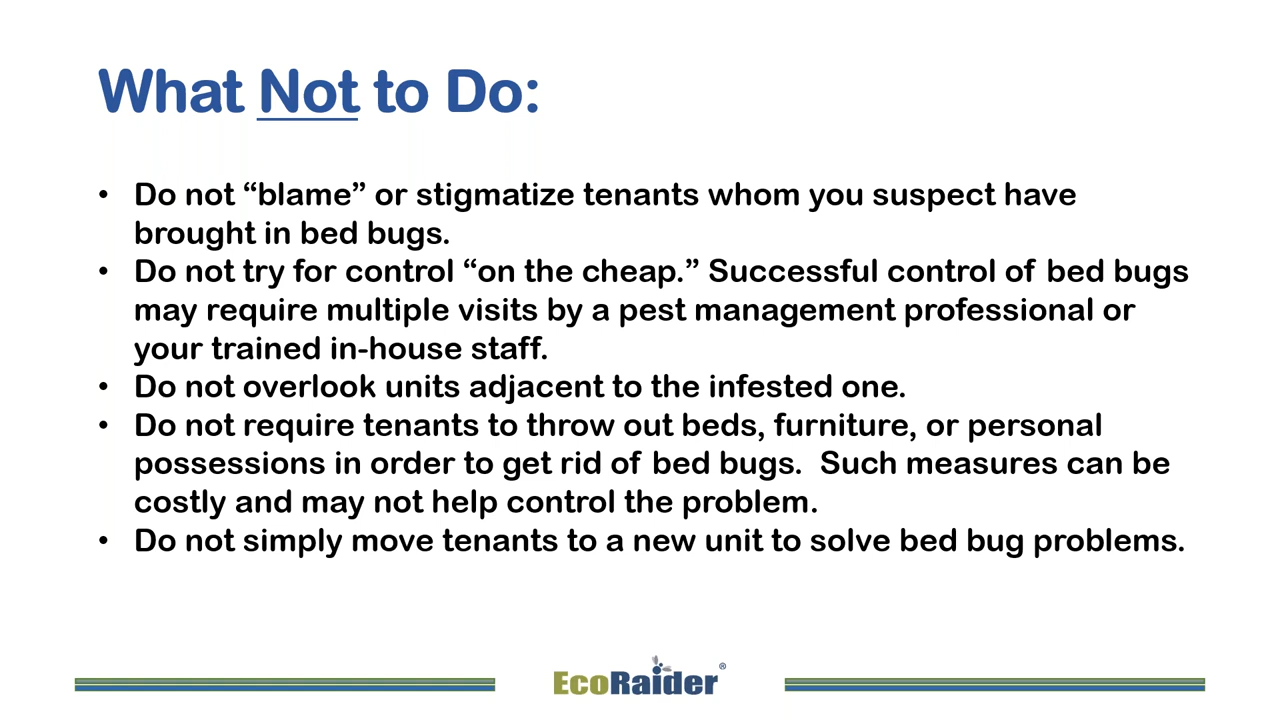 What Not to Do:
• Do not “blame” or stigmatize tenants whom you suspect have
brought in bed bugs.
• Do not try for control “on the cheap.” Successful control of bed bugs
may require multiple visits by a pest management professional or
your trained in-house staff.
• Do not overlook units adjacent to the infested one.
• Do not require tenants to throw out beds, furniture, or personal
possessions in order to get rid of bed bugs.  Such measures can be
costly and may not help control the problem.
• Do not simply move tenants to a new unit to solve bed bug problems.
EcoRaider®